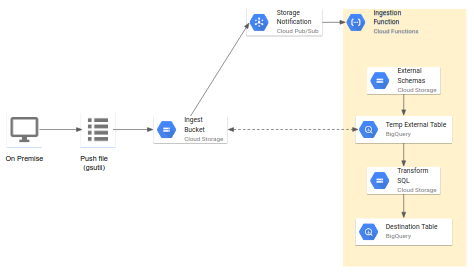 Storage
Notification
Cloud Pub/Sub
Ingestion
Function
Cloud Functions
External
Schemas
Cloud Storage
Ingest
Bucket
Cloud Storage
Temp External Table
BigQuery
On Premise
Push file
(gsutil)
Transform
SQL
Cloud Storage
Destination Table
BigQuery